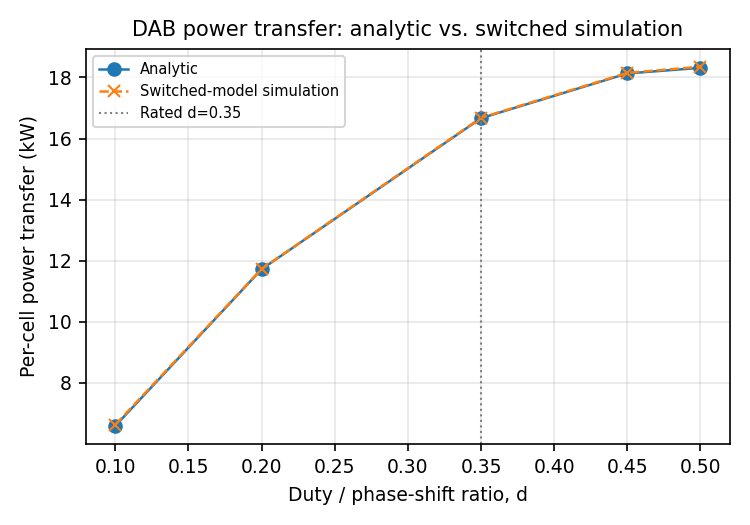 DAB power transfer: analytic vs. switched simulation
Analytic
Switched-model simulation
Rated d=0.35
Per-cell power transfer (kW)
18
16
14
12
10
8
0.10 0.15 0.20 0.25 0.30 0.35 0.40 0.45 0.50
Duty / phase-shift ratio, d